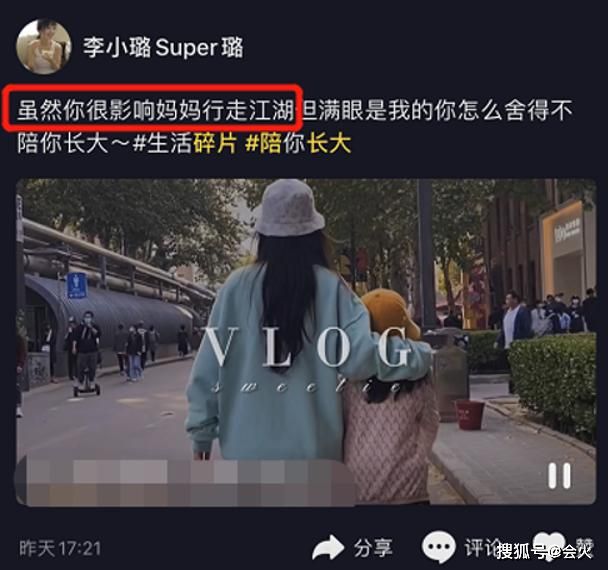 李小璐Super璐
虽然你很影响妈妈行走江湖但满眼是我的你怎么舍得不
陪你长大～#生活碎片 #陪你长大
VLOG
sweetie
昨天17:21
分享
评论
赞
搜狐号@会火